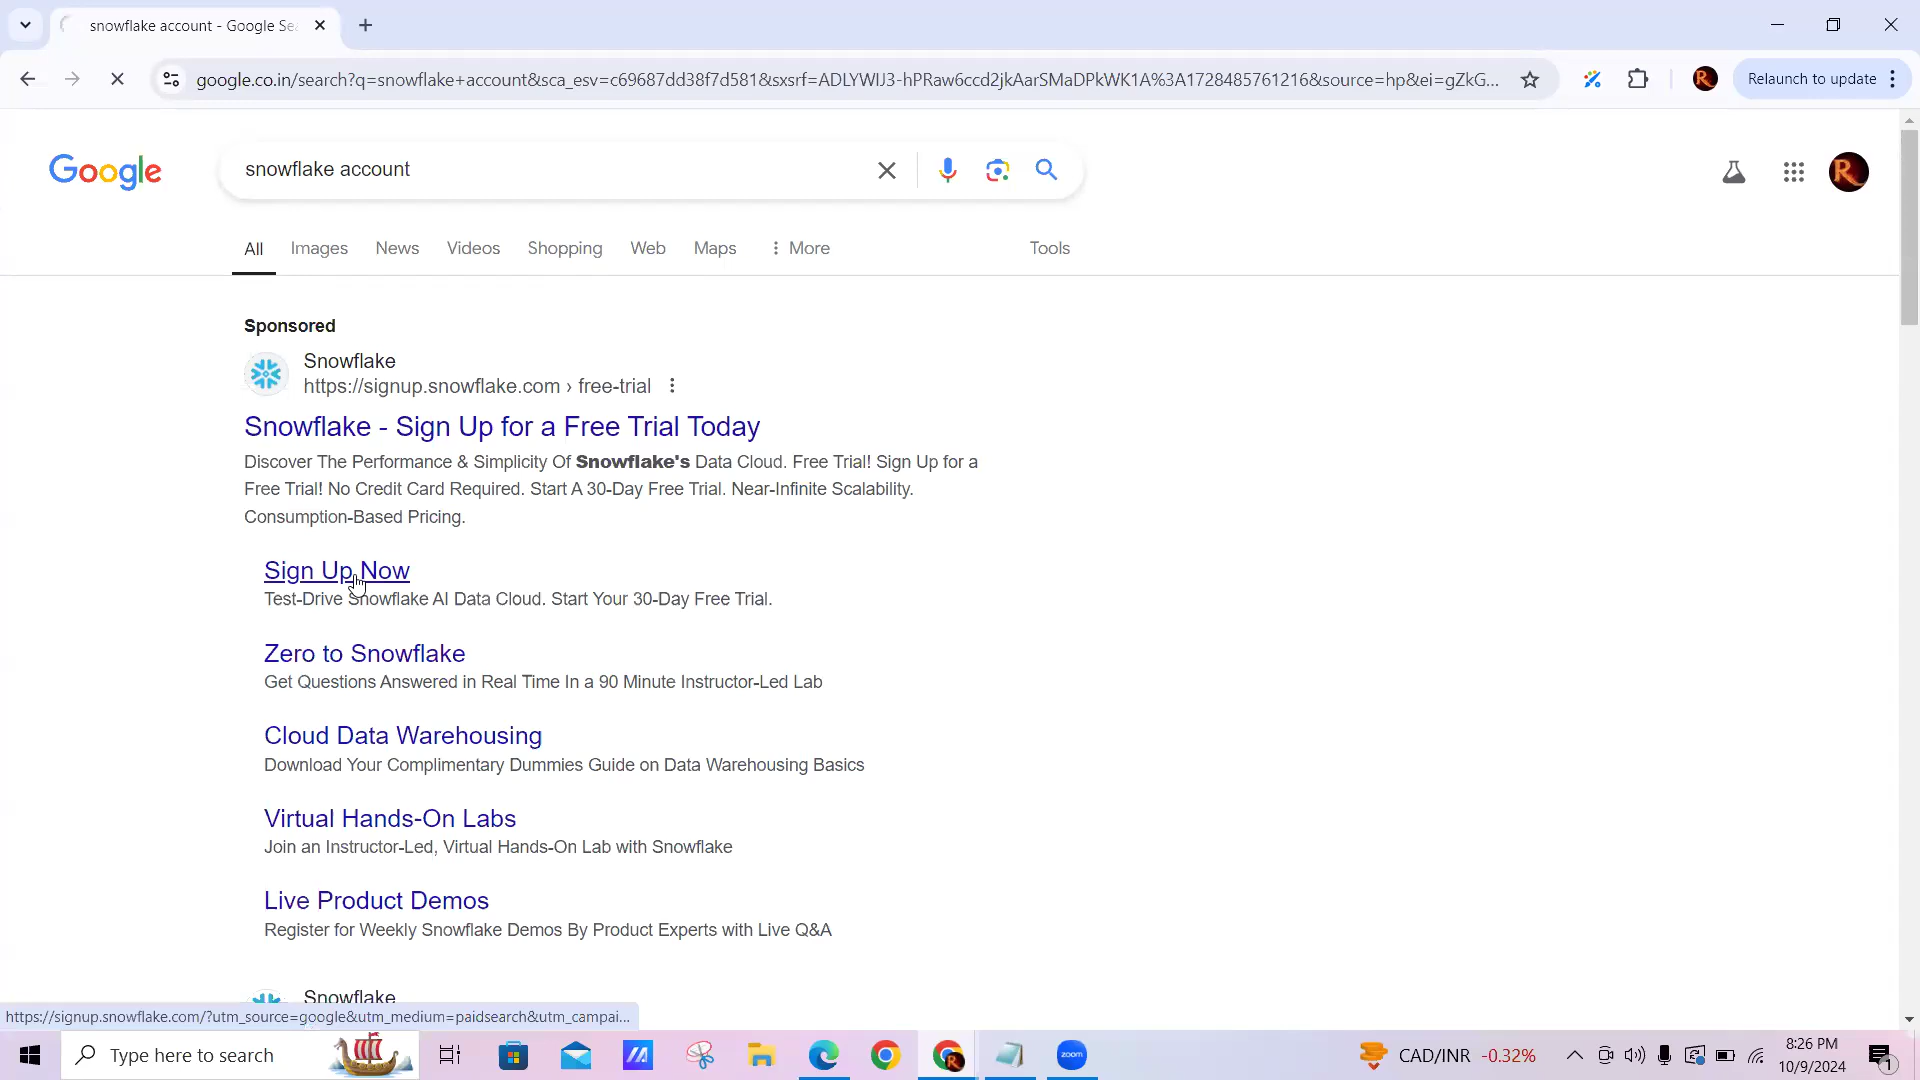 snowflake account - Google Sea
google.co.in/search?q=snowflake+account&sca_esv=c69687dd38f7d581&sxsrf=ADLYWIJ3-hPRaw6ccd2jkAarSMaDPkWK1A%3A1728485761216&source=hp&ei=gZkG...
Relaunch to update
Google
snowflake account
All Images News Videos Shopping Web Maps More Tools
Sponsored
Snowflake
https://signup.snowflake.com › free-trial
Snowflake - Sign Up for a Free Trial Today
Discover The Performance & Simplicity Of Snowflake's Data Cloud. Free Trial! Sign Up for a
Free Trial! No Credit Card Required. Start A 30-Day Free Trial. Near-Infinite Scalability.
Consumption-Based Pricing.
Sign Up Now
Test-Drive Snowflake AI Data Cloud. Start Your 30-Day Free Trial.
Zero to Snowflake
Get Questions Answered in Real Time In a 90 Minute Instructor-Led Lab
Cloud Data Warehousing
Download Your Complimentary Dummies Guide on Data Warehousing Basics
Virtual Hands-On Labs
Join an Instructor-Led, Virtual Hands-On Lab with Snowflake
Live Product Demos
Register for Weekly Snowflake Demos By Product Experts with Live Q&A
Snowflake
https://signup.snowflake.com/?utm_source=google&utm_medium=paidsearch&utm_campai...
Type here to search
zoom
CAD/INR -0.32%
8:26 PM
10/9/2024
1